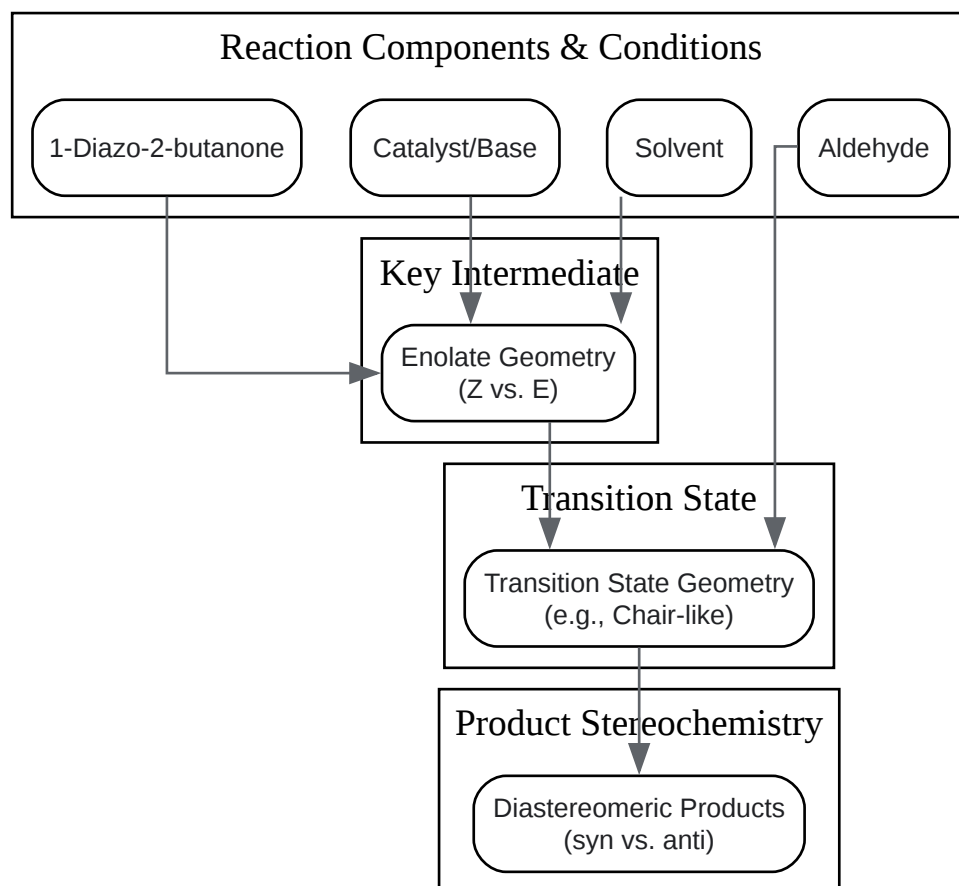 Reaction Components & Conditions
1-Diazo-2-butanone
Catalyst/Base
Solvent
Aldehyde
Key Intermediate
Enolate Geometry
(Z vs. E)
Transition State
Transition State Geometry
(e.g., Chair-like)
Product Stereochemistry
Diastereomeric Products
(syn vs. anti)